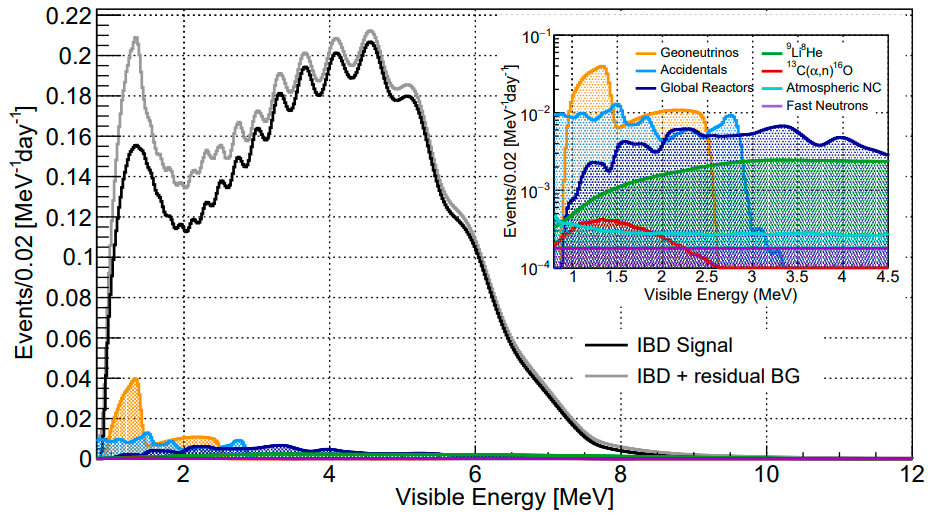 Events/0.02 [MeV⁻¹day⁻¹]
0.22
0.2
0.18
0.16
0.14
0.12
0.1
0.08
0.06
0.04
0.02
0
2 4 6 8 10 12
Visible Energy [MeV]
IBD Signal
IBD + residual BG
Events/0.02 [MeV⁻¹day⁻¹]
10⁻¹
10⁻²
10⁻³
10⁻⁴
Geoneutrinos
Accidentals
Global Reactors
⁹Li⁸He
¹³C(α,n)¹⁶O
Atmospheric NC
Fast Neutrons
1 1.5 2 2.5 3 3.5 4 4.5
Visible Energy (MeV)